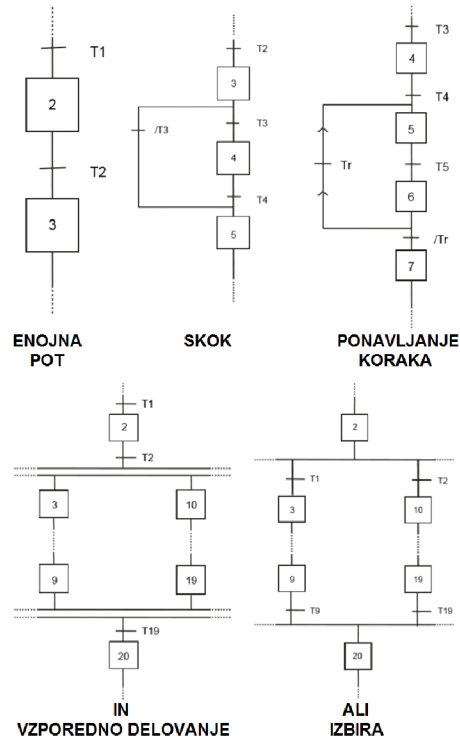 T1
2
T2
3
ENOJNA
POT
T2
3
/T3
T3
4
T4
5
SKOK
T3
4
T4
5
Tr
T5
6
/Tr
7
PONAVLJANJE
KORAKA
T1
2
T2
3
10
9
19
T19
20
IN
VZPOREDNO DELOVANJE
2
T1
T2
3
10
9
19
T9
T19
20
ALI
IZBIRA